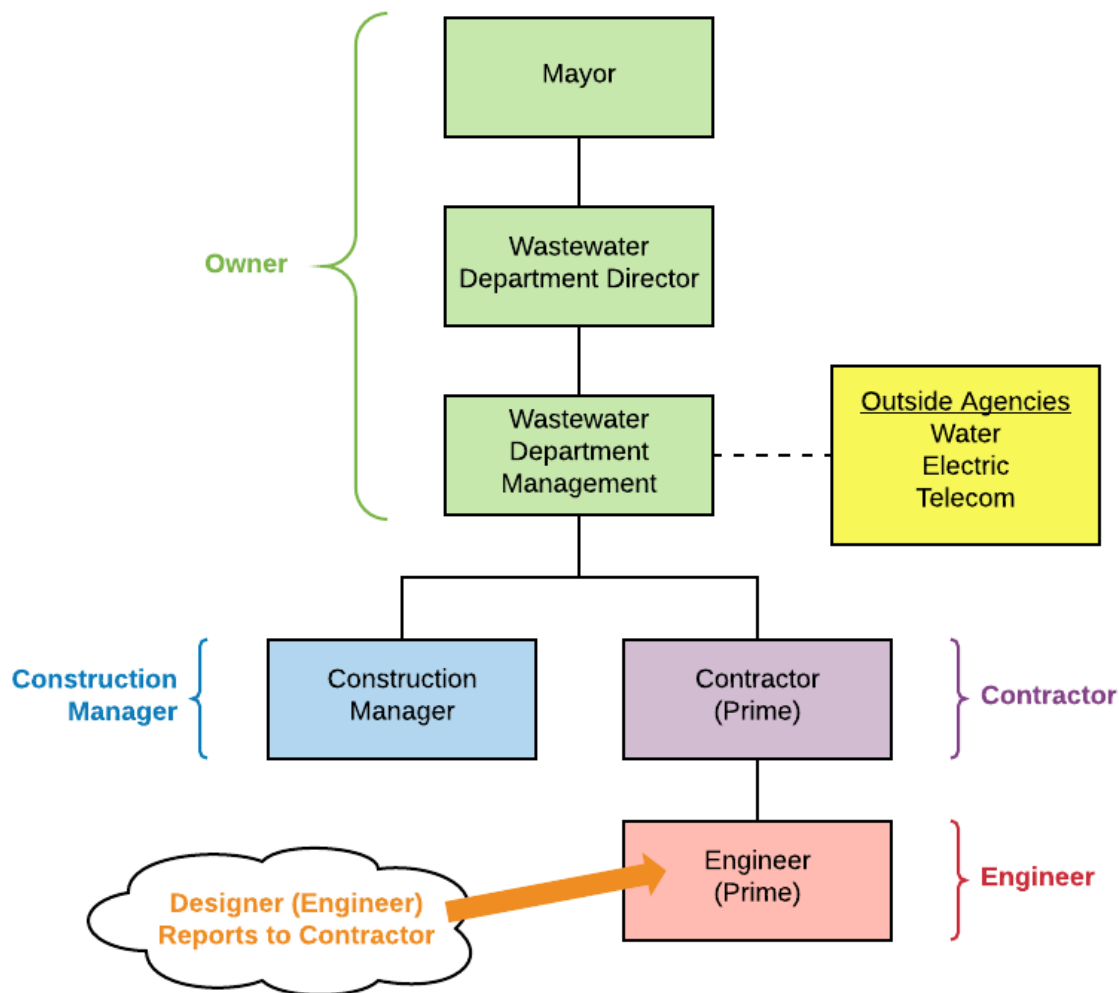 Mayor
Owner
Wastewater
Department Director
Wastewater
Department
Management
Outside Agencies
Water
Electric
Telecom
Construction
Manager
Construction
Manager
Contractor
(Prime)
Contractor
Designer (Engineer)
Reports to Contractor
Engineer
(Prime)
Engineer